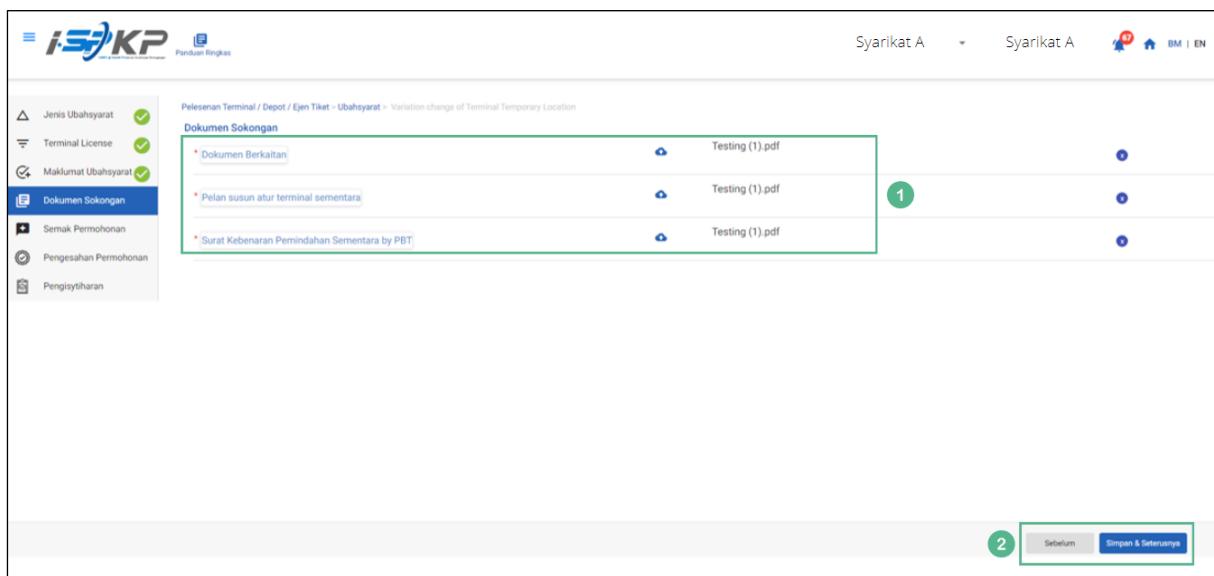 i-SPKP
Panduan Ringkas
Syarikat A
Syarikat A
67
BM | EN
Jenis Ubahsyarat
Terminal License
Maklumat Ubahsyarat
Dokumen Sokongan
Semak Permohonan
Pengesahan Permohonan
Pengisytiharan
Pelesenan Terminal / Depot / Ejen Tiket > Ubahsyarat > Variation change of Terminal Temporary Location
Dokumen Sokongan
* Dokumen Berkaitan
Testing (1).pdf
x
* Pelan susun atur terminal sementara
Testing (1).pdf
x
* Surat Kebenaran Pemindahan Sementara by PBT
Testing (1).pdf
x
1
2
Sebelum
Simpan & Seterusnya